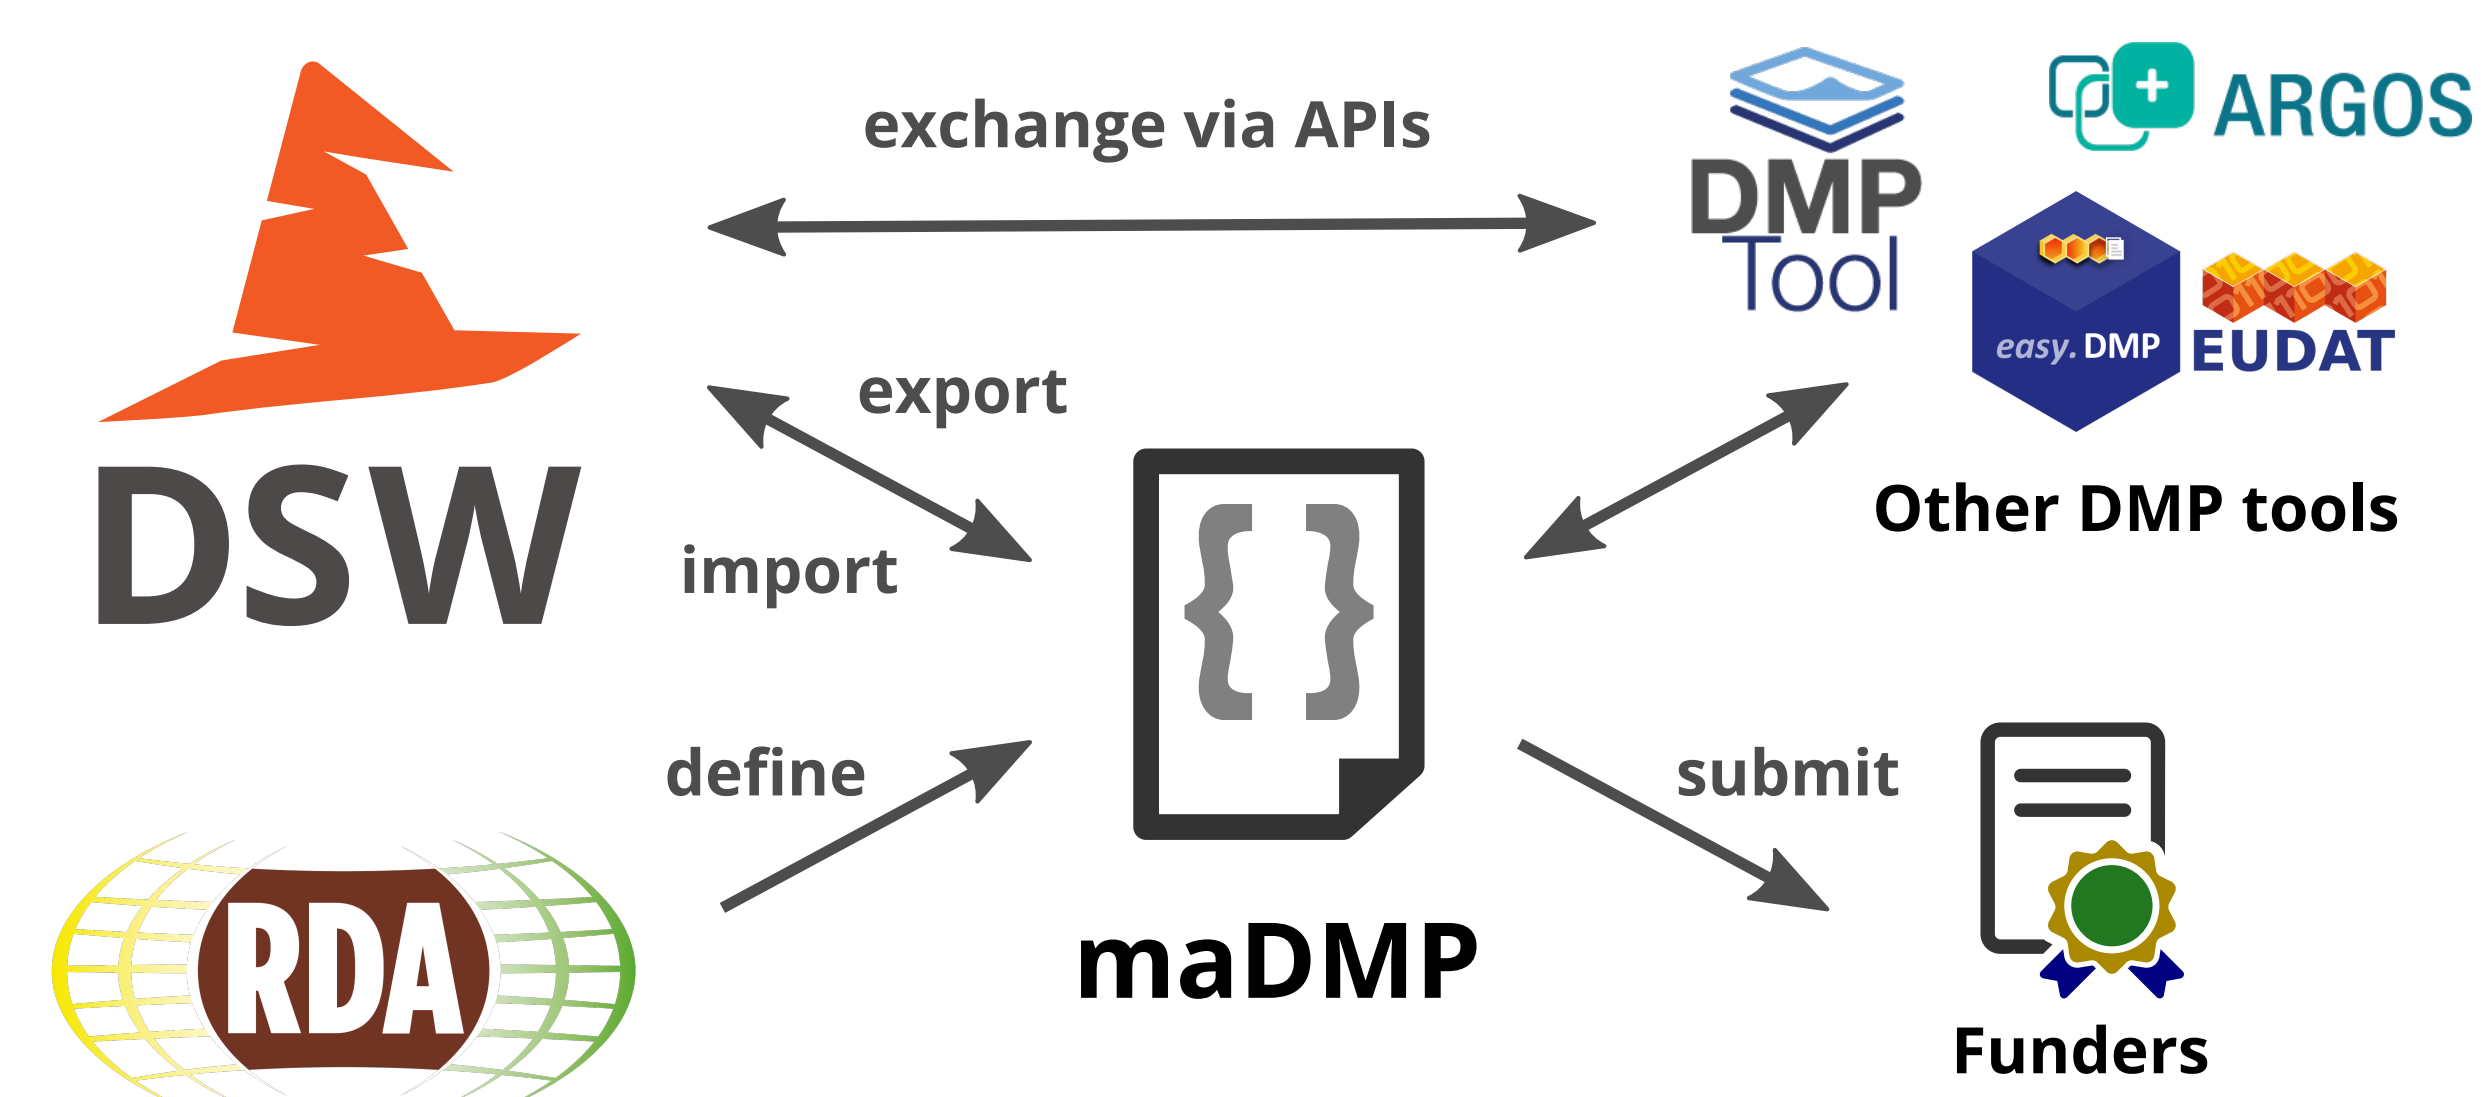 exchange via APIs
DMP
Tool
ARGOS
easy.DMP
EUDAT
export
Other DMP tools
DSW
import
{ }
define
submit
RDA
maDMP
Funders